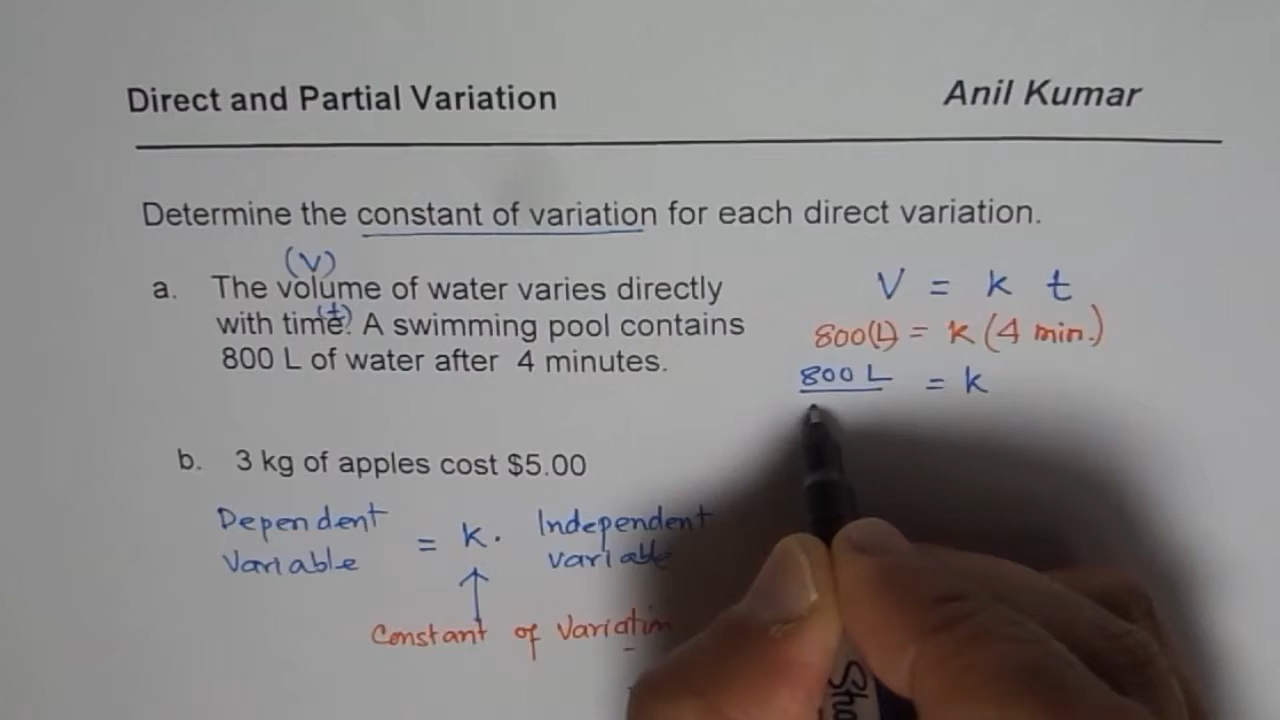 Direct and Partial Variation
Anil Kumar
Determine the constant of variation for each direct variation.
(V)
a. The volume of water varies directly
(t)
with time. A swimming pool contains
800 L of water after 4 minutes.
V = k t
800(L) = k (4 min.)
800 L = k
b. 3 kg of apples cost $5.00
Dependent Variable = k. Independent variable
Constant of Variation
Sha